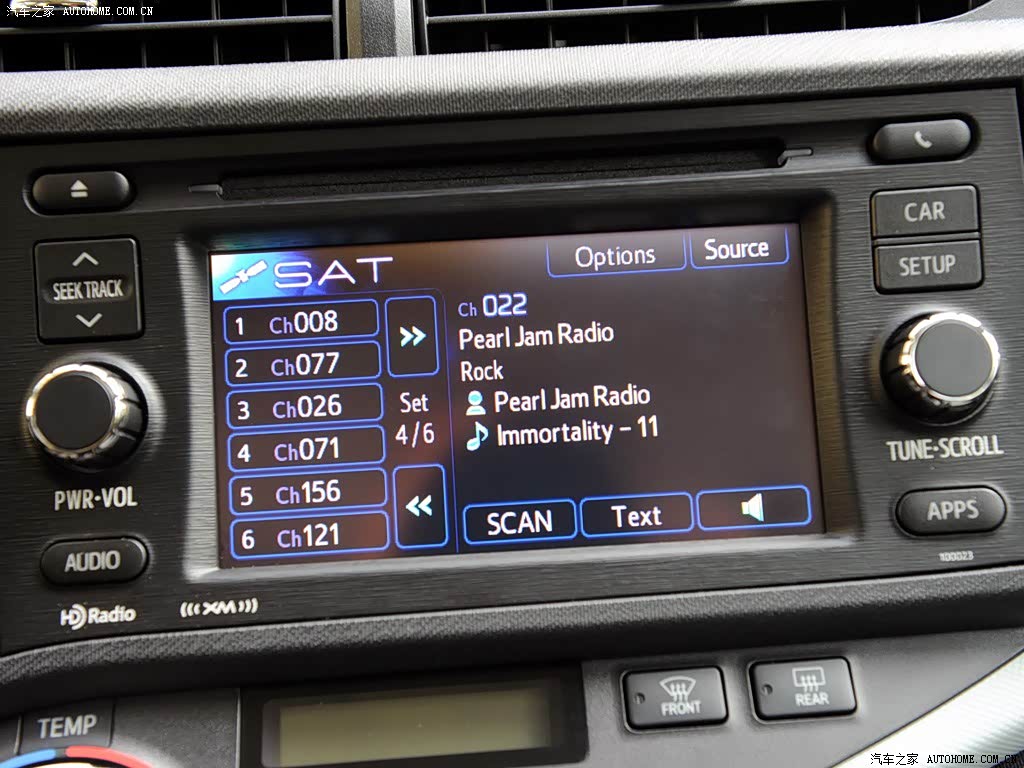 汽车之家 AUTOHOME.COM.CN
CAR
SETUP
SEEK TRACK
SAT
Options
Source
1 Ch008
2 Ch077
3 Ch026
4 Ch071
5 Ch156
6 Ch121
Set
4/6
Ch 022
Pearl Jam Radio
Rock
Pearl Jam Radio
Immortality - 11
SCAN
Text
PWR·VOL
TUNE·SCROLL
AUDIO
APPS
100023
HD Radio
(((XM)))
FRONT
REAR
TEMP
汽车之家 AUTOHOME.COM.CN